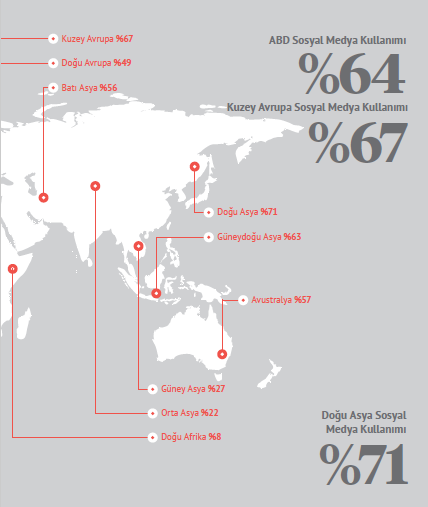 Kuzey Avrupa %67
Doğu Avrupa %49
Batı Asya %56
ABD Sosyal Medya Kullanımı
%64
Kuzey Avrupa Sosyal Medya Kullanımı
%67
Doğu Asya %71
Güneydoğu Asya %63
Avustralya %57
Güney Asya %27
Orta Asya %22
Doğu Afrika %8
Doğu Asya Sosyal
Medya Kullanımı
%71